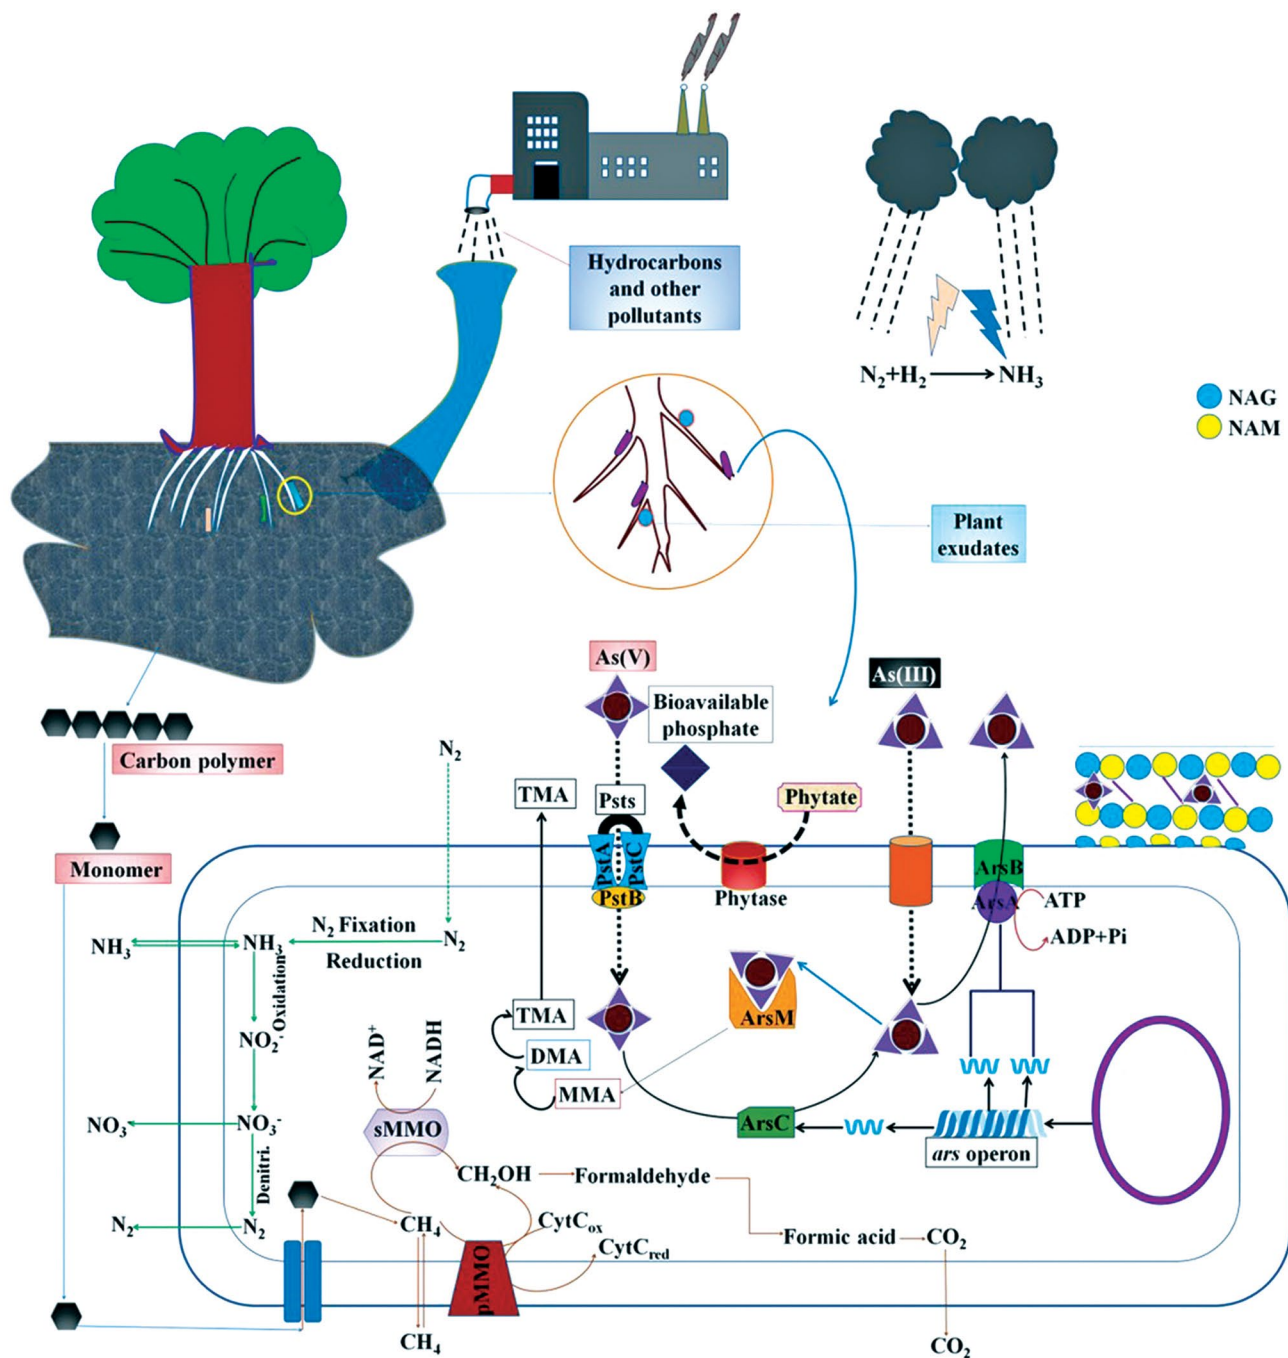 Hydrocarbons
and other
pollutants
N₂+H₂
NH₃
NAG
NAM
Plant
exudates
As(V)
As(III)
Bioavailable
phosphate
Carbon polymer
N₂
TMA
Psts
Phytate
Monomer
PstA
PstC
PstB
Phytase
ArsB
ArsA
ATP
ADP+Pi
NH₃
NH₃
N₂ Fixation
Reduction
N₂
Oxidation
NO₂⁻
ArsM
TMA
DMA
MMA
NAD⁺
NADH
NO₃
NO₃⁻
sMMO
ArsC
ars operon
Denitri.
CH₂OH
Formaldehyde
N₂
N₂
CH₄
CytCox
CytCred
Formic acid
CO₂
pMMO
CH₄
CO₂